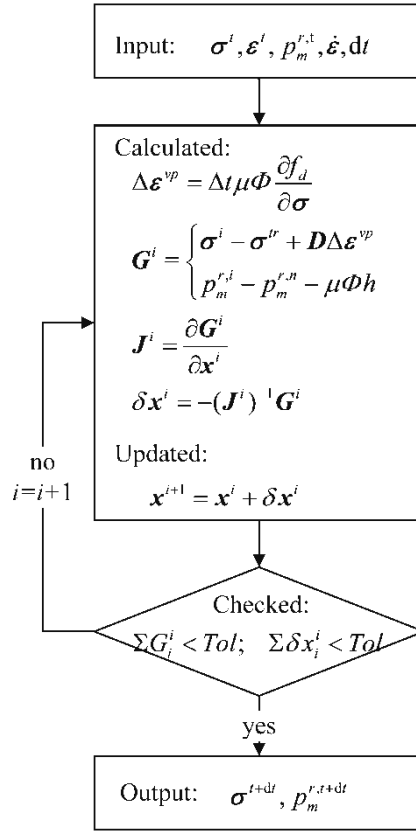 Input: σ^t, ε^t, p_m^{r,t}, ε̇, dt
Calculated:
Δε^{vp} = ΔtμΦ ∂f_d/∂σ
G^i = { σ^i − σ^{tr} + DΔε^{vp}
p_m^{r,i} − p_m^{r,n} − μΦh
J^i = ∂G^i/∂x^i
δx^i = −(J^i)^{-1} G^i
Updated:
x^{i+1} = x^i + δx^i
no
i=i+1
Checked:
ΣG_i^i < Tol; Σδx_i^i < Tol
yes
Output: σ^{t+dt}, p_m^{r,t+dt}